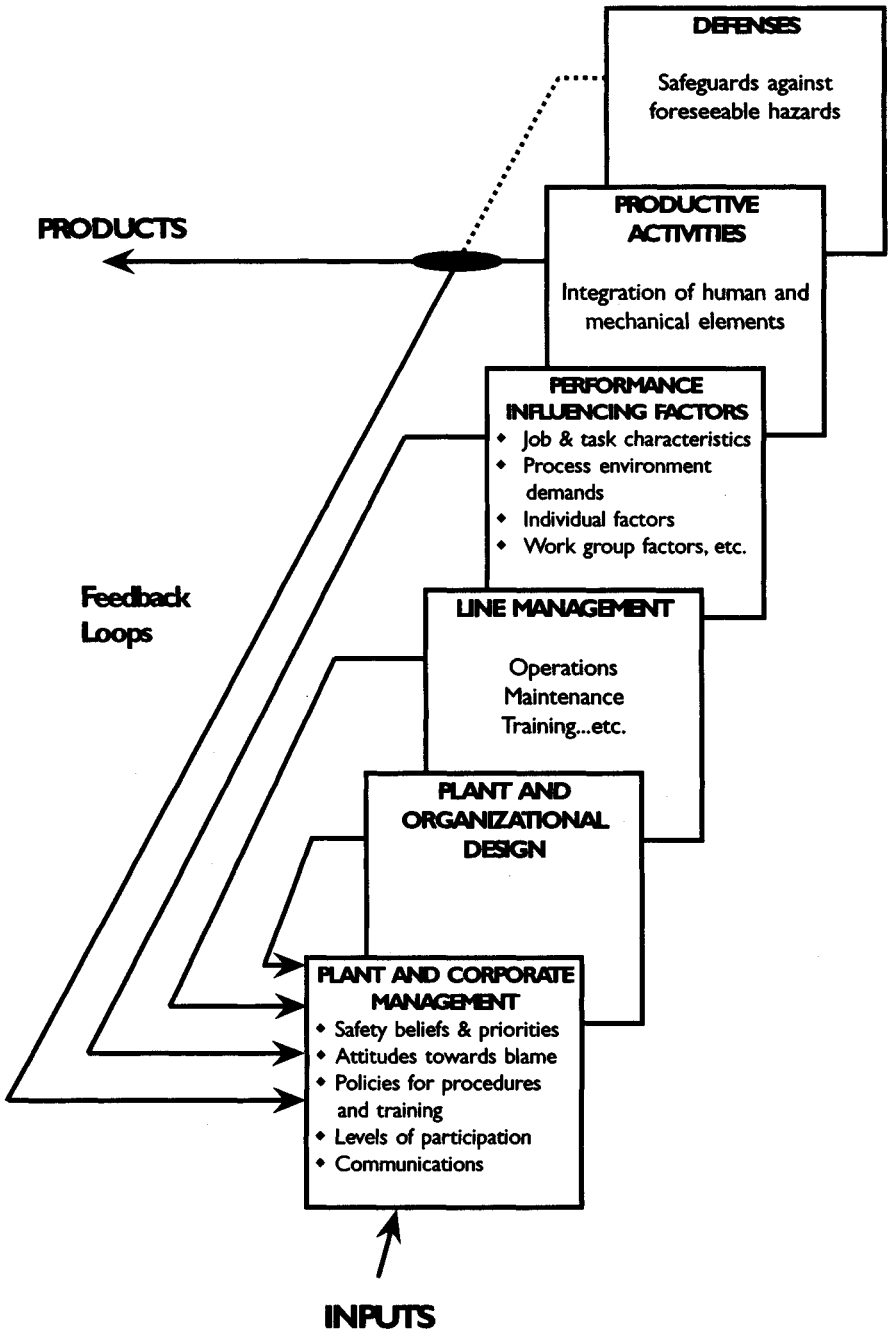 DEFENSES
Safeguards against
foreseeable hazards
PRODUCTIVE
ACTIVITIES
PRODUCTS
Integration of human and
mechanical elements
PERFORMANCE
INFLUENCING FACTORS
◆ Job & task characteristics
◆ Process environment
demands
◆ Individual factors
◆ Work group factors, etc.
Feedback
Loops
LINE MANAGEMENT
Operations
Maintenance
Training...etc.
PLANT AND
ORGANIZATIONAL
DESIGN
PLANT AND CORPORATE
MANAGEMENT
◆ Safety beliefs & priorities
◆ Attitudes towards blame
◆ Policies for procedures
and training
◆ Levels of participation
◆ Communications
INPUTS